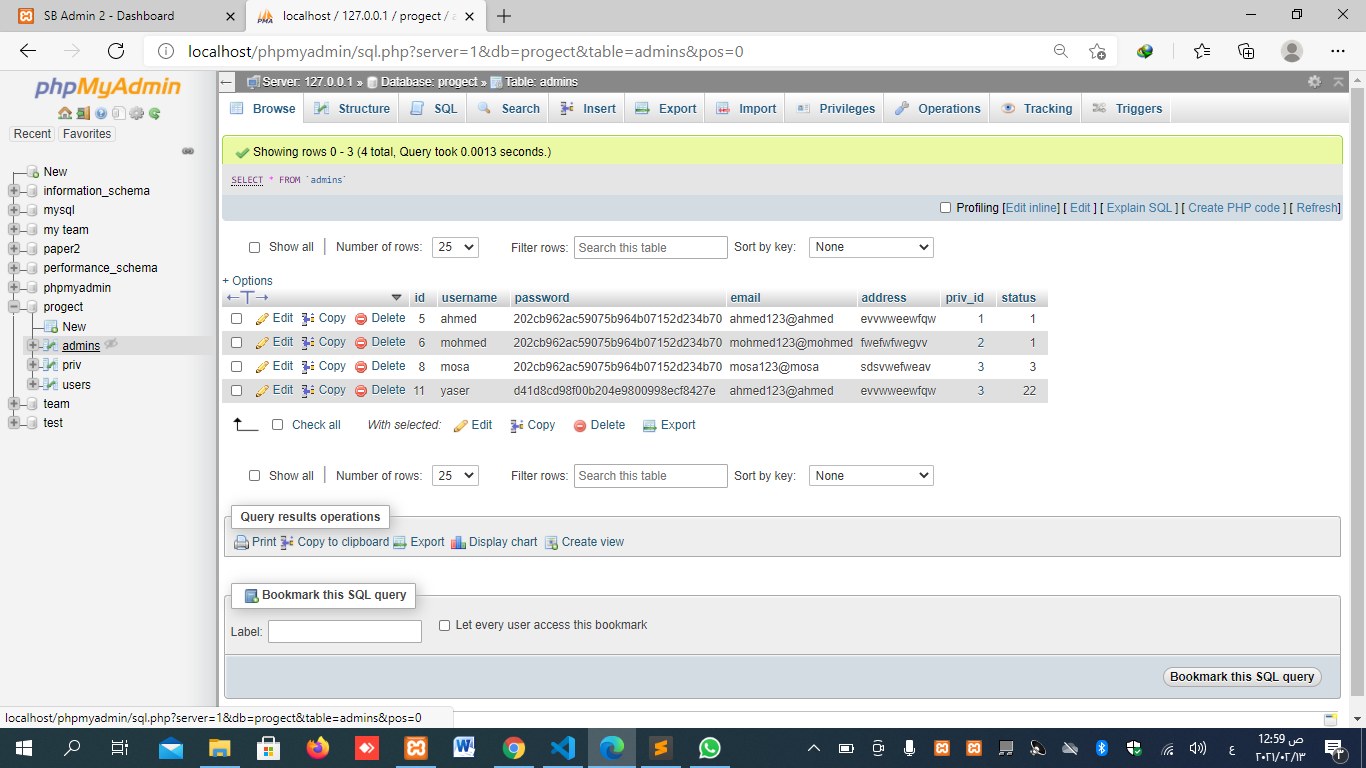 SB Admin 2 - Dashboard
localhost / 127.0.0.1 / progect / a
localhost/phpmyadmin/sql.php?server=1&db=progect&table=admins&pos=0
phpMyAdmin
Recent Favorites
New
information_schema
mysql
my team
paper2
performance_schema
phpmyadmin
progect
New
admins
priv
users
team
test
Server: 127.0.0.1 » Database: progect » Table: admins
Browse Structure SQL Search Insert Export Import Privileges Operations Tracking Triggers
Showing rows 0 - 3 (4 total, Query took 0.0013 seconds.)
SELECT * FROM `admins`
Profiling [Edit inline] [ Edit ] [ Explain SQL ] [ Create PHP code ] [ Refresh]
Show all | Number of rows: 25 Filter rows: Search this table Sort by key: None
+ Options
←T→ id username password email address priv_id status
Edit Copy Delete 5 ahmed 202cb962ac59075b964b07152d234b70 ahmed123@ahmed evvwweewfqw 1 1
Edit Copy Delete 6 mohmed 202cb962ac59075b964b07152d234b70 mohmed123@mohmed fwefwfwegvv 2 1
Edit Copy Delete 8 mosa 202cb962ac59075b964b07152d234b70 mosa123@mosa sdsvwefweav 3 3
Edit Copy Delete 11 yaser d41d8cd98f00b204e9800998ecf8427e ahmed123@ahmed evvwweewfqw 3 22
Check all With selected: Edit Copy Delete Export
Show all | Number of rows: 25 Filter rows: Search this table Sort by key: None
Query results operations
Print Copy to clipboard Export Display chart Create view
Bookmark this SQL query
Label: Let every user access this bookmark
Bookmark this SQL query
localhost/phpmyadmin/sql.php?server=1&db=progect&table=admins&pos=0
ع
12:59 ص
٢٠٢١/٠٢/١٣
٣